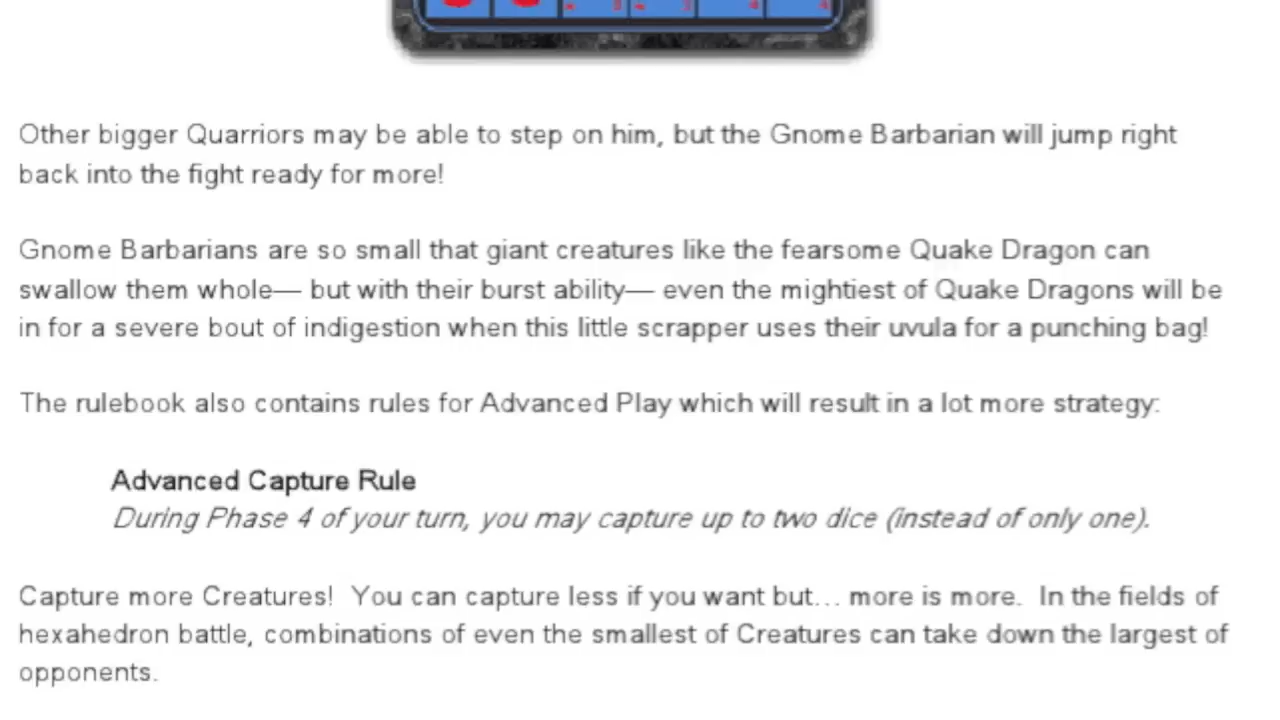 Other bigger Quarriors may be able to step on him, but the Gnome Barbarian will jump right
back into the fight ready for more!
Gnome Barbarians are so small that giant creatures like the fearsome Quake Dragon can
swallow them whole— but with their burst ability— even the mightiest of Quake Dragons will be
in for a severe bout of indigestion when this little scrapper uses their uvula for a punching bag!
The rulebook also contains rules for Advanced Play which will result in a lot more strategy:
Advanced Capture Rule
During Phase 4 of your turn, you may capture up to two dice (instead of only one).
Capture more Creatures!  You can capture less if you want but... more is more.  In the fields of
hexahedron battle, combinations of even the smallest of Creatures can take down the largest of
opponents.